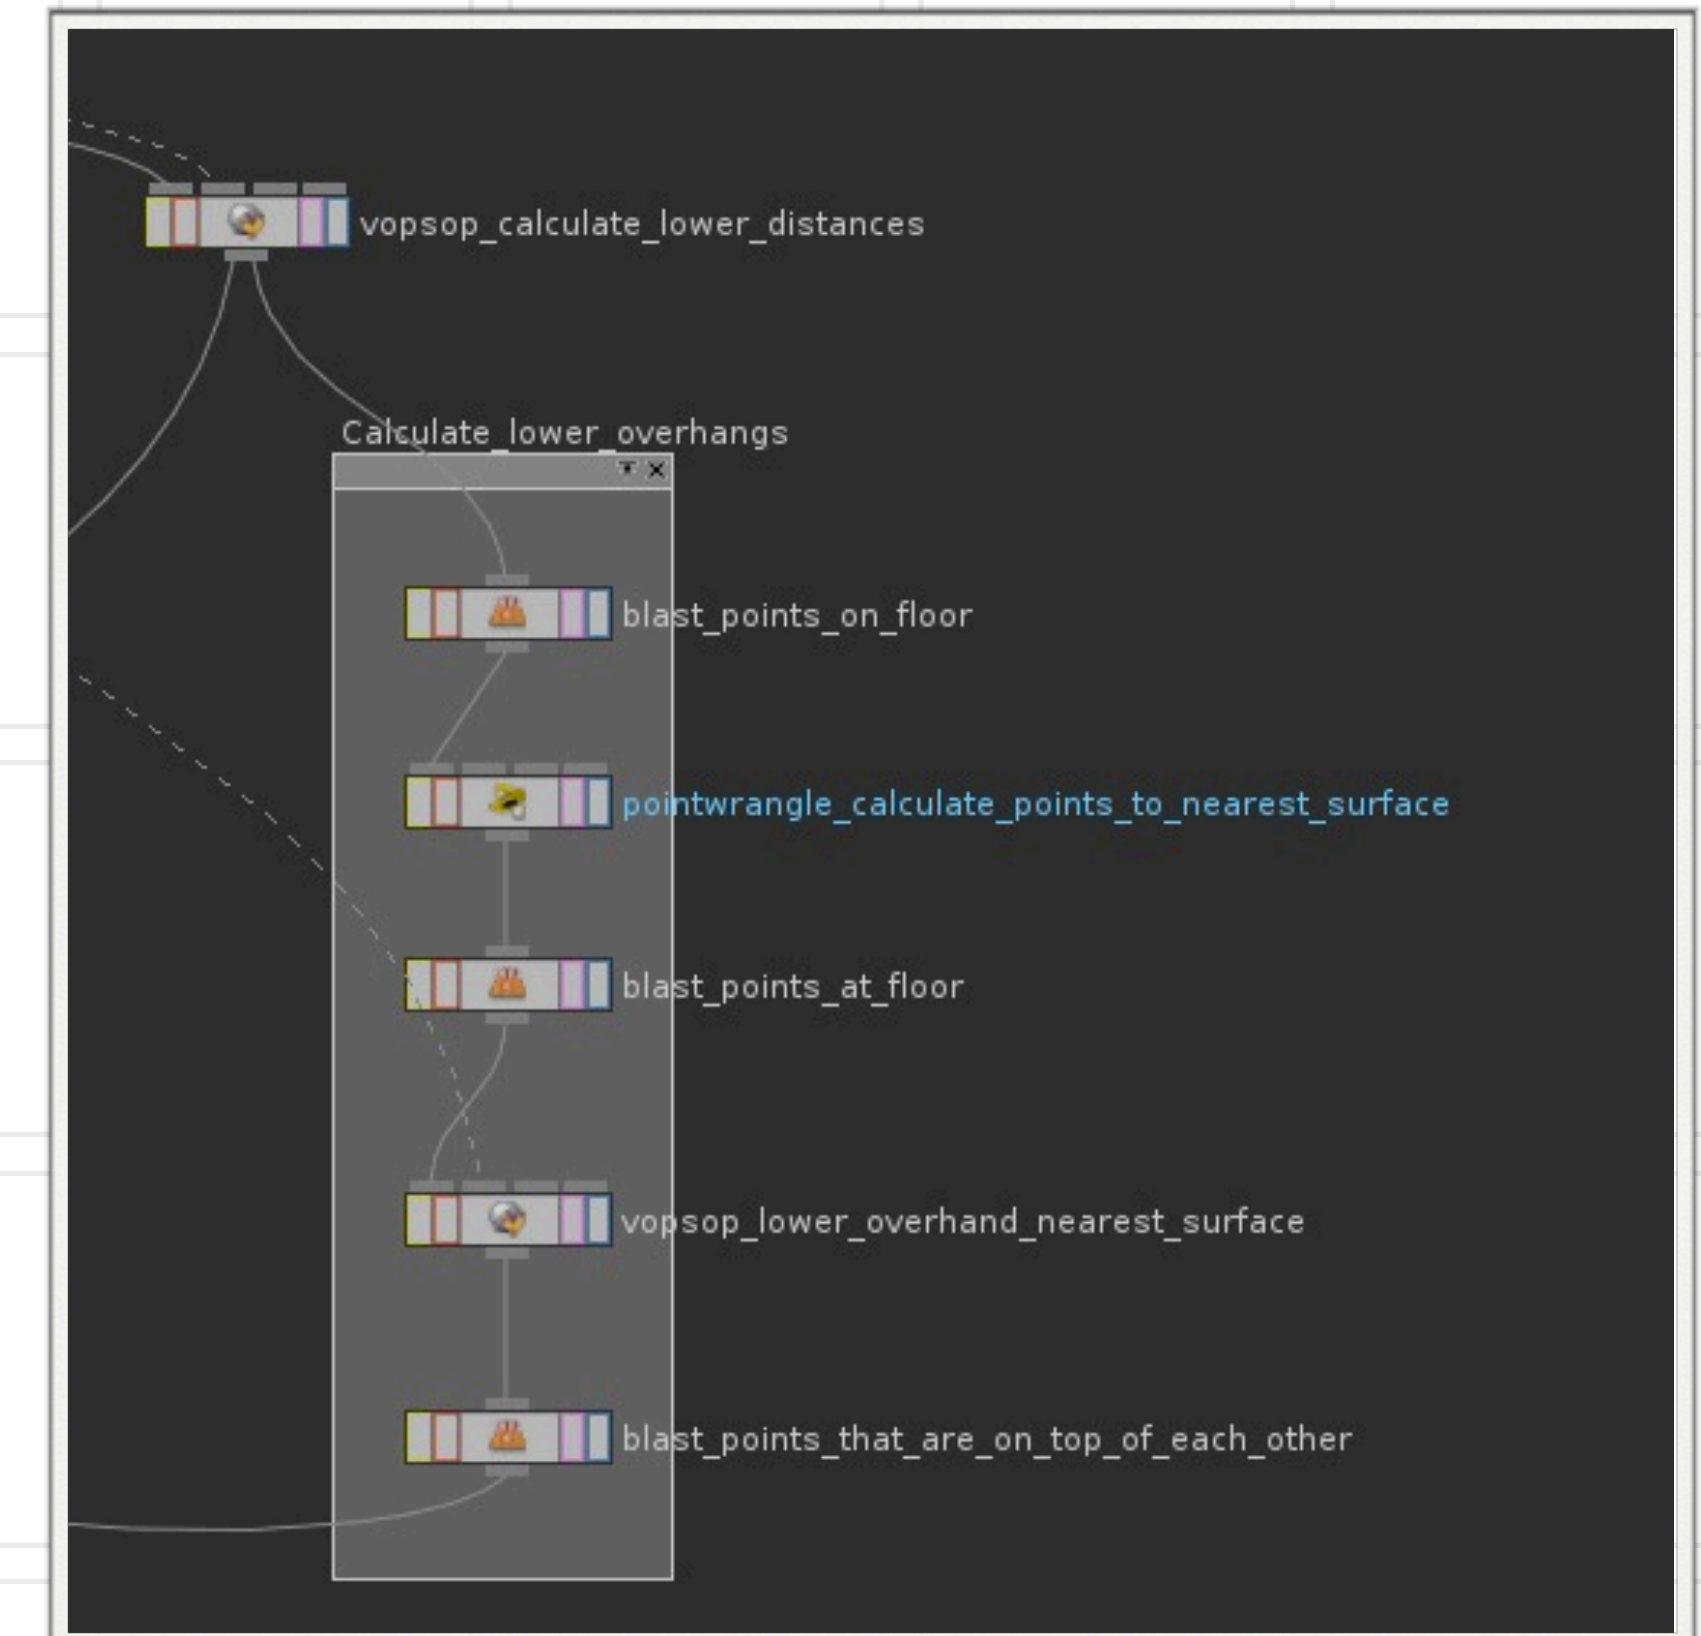 vopsop_calculate_lower_distances
Calculate_lower_overhangs
blast_points_on_floor
pointwrangle_calculate_points_to_nearest_surface
blast_points_at_floor
vopsop_lower_overhand_nearest_surface
blast_points_that_are_on_top_of_each_other